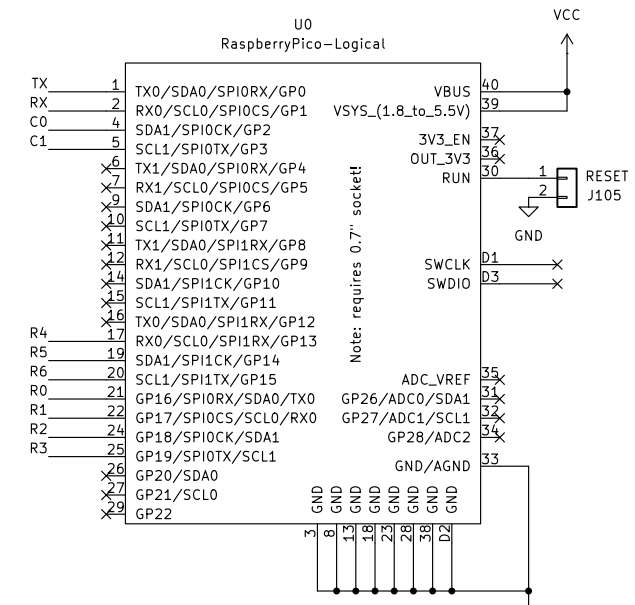 U0
RaspberryPico-Logical
VCC
TX 1 TX0/SDA0/SPI0RX/GP0 VBUS 40
RX 2 RX0/SCL0/SPI0CS/GP1 VSYS_(1.8_to_5.5V) 39
C0 4 SDA1/SPI0CK/GP2
C1 5 SCL1/SPI0TX/GP3 3V3_EN 37
6 TX1/SDA0/SPI0RX/GP4 OUT_3V3 36
7 RX1/SCL0/SPI0CS/GP5 RUN 30 1 RESET
9 SDA1/SPI0CK/GP6 2 J105
10 SCL1/SPI0TX/GP7 GND
11 TX1/SDA0/SPI1RX/GP8
12 RX1/SCL0/SPI1CS/GP9 SWCLK D1
14 SDA1/SPI1CK/GP10 SWDIO D3
15 SCL1/SPI1TX/GP11
16 TX0/SDA0/SPI1RX/GP12
17 RX0/SCL0/SPI1RX/GP13 R4
19 SDA1/SPI1CK/GP14 R5
20 SCL1/SPI1TX/GP15 R6 ADC_VREF 35
21 GP16/SPI0RX/SDA0/TX0 R0 GP26/ADC0/SDA1 31
22 GP17/SPI0CS/SCL0/RX0 R1 GP27/ADC1/SCL1 32
24 GP18/SPI0CK/SDA1 R2 GP28/ADC2 34
25 GP19/SPI0TX/SCL1 R3
26 GP20/SDA0 GND/AGND 33
27 GP21/SCL0
29 GP22
Note: requires 0.7" socket!
GND GND GND GND GND GND GND GND
3 8 13 18 23 28 38 D2